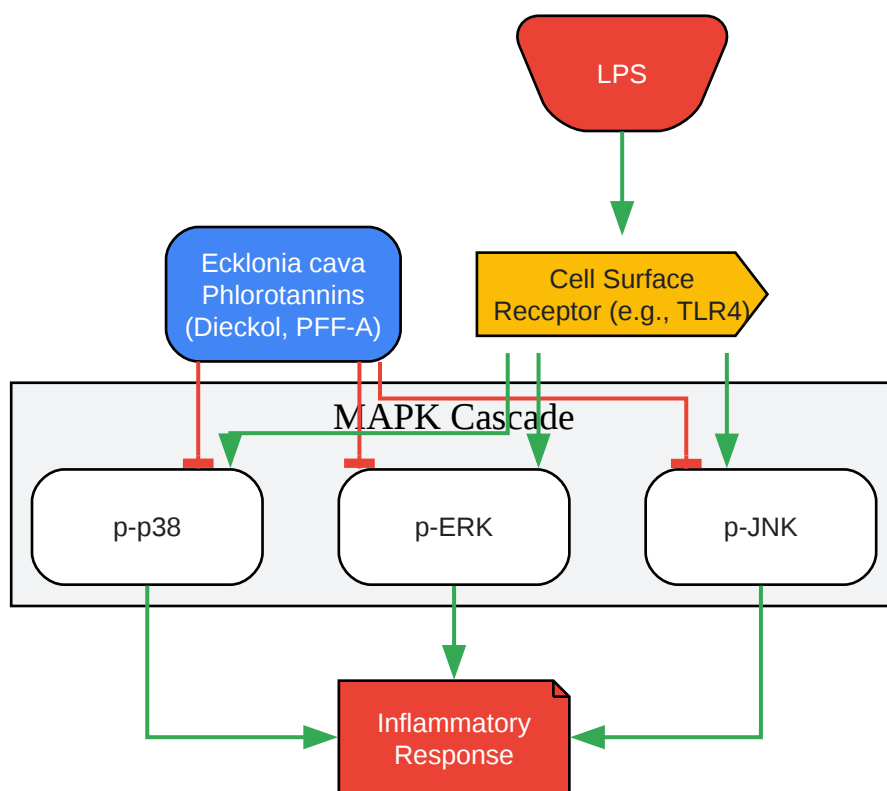 LPS
Ecklonia cava
Phlorotannins
(Dieckol, PFF-A)
Cell Surface
Receptor (e.g., TLR4)
MAPK Cascade
p-p38
p-ERK
p-JNK
Inflammatory
Response